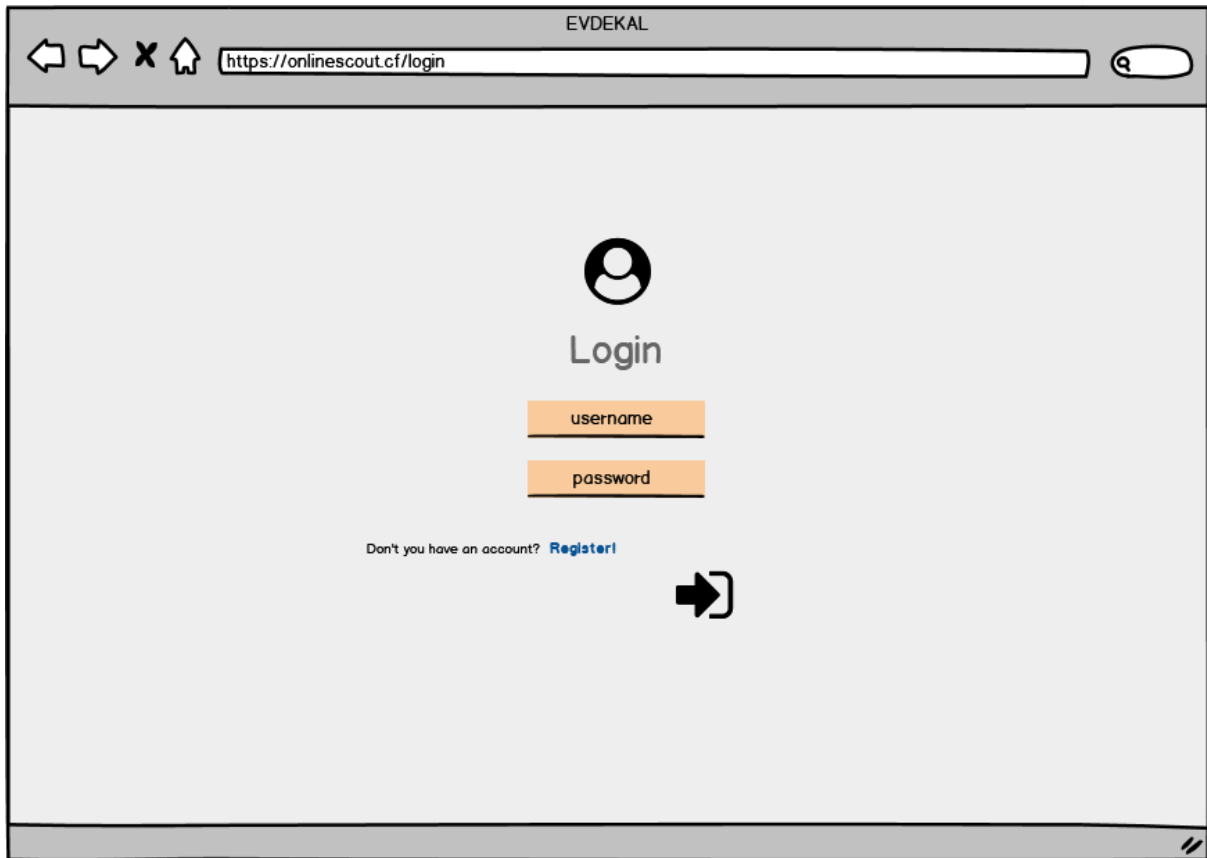 EVDEKAL
https://onlinescout.cf/login
Login
username
password
Don't you have an account? Register!